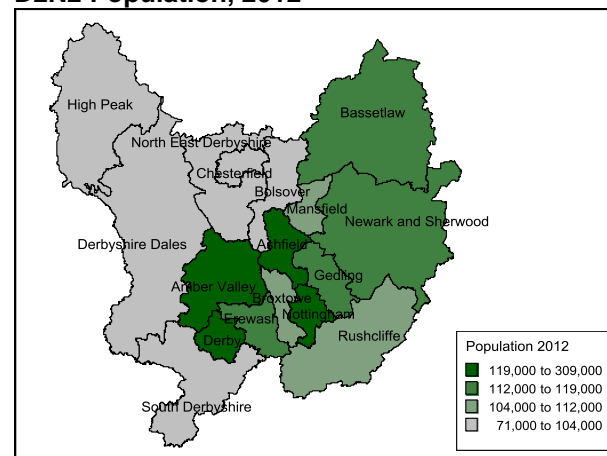 High Peak
Bassetlaw
North East Derbyshire
Chesterfield
Bolsover
Mansfield
Newark and Sherwood
Derbyshire Dales
Ashfield
Gedling
Amber Valley
Broxtowe
Nottingham
Erewash
Rushcliffe
Derby
South Derbyshire
Population 2012
119,000 to 309,000
112,000 to 119,000
104,000 to 112,000
71,000 to 104,000